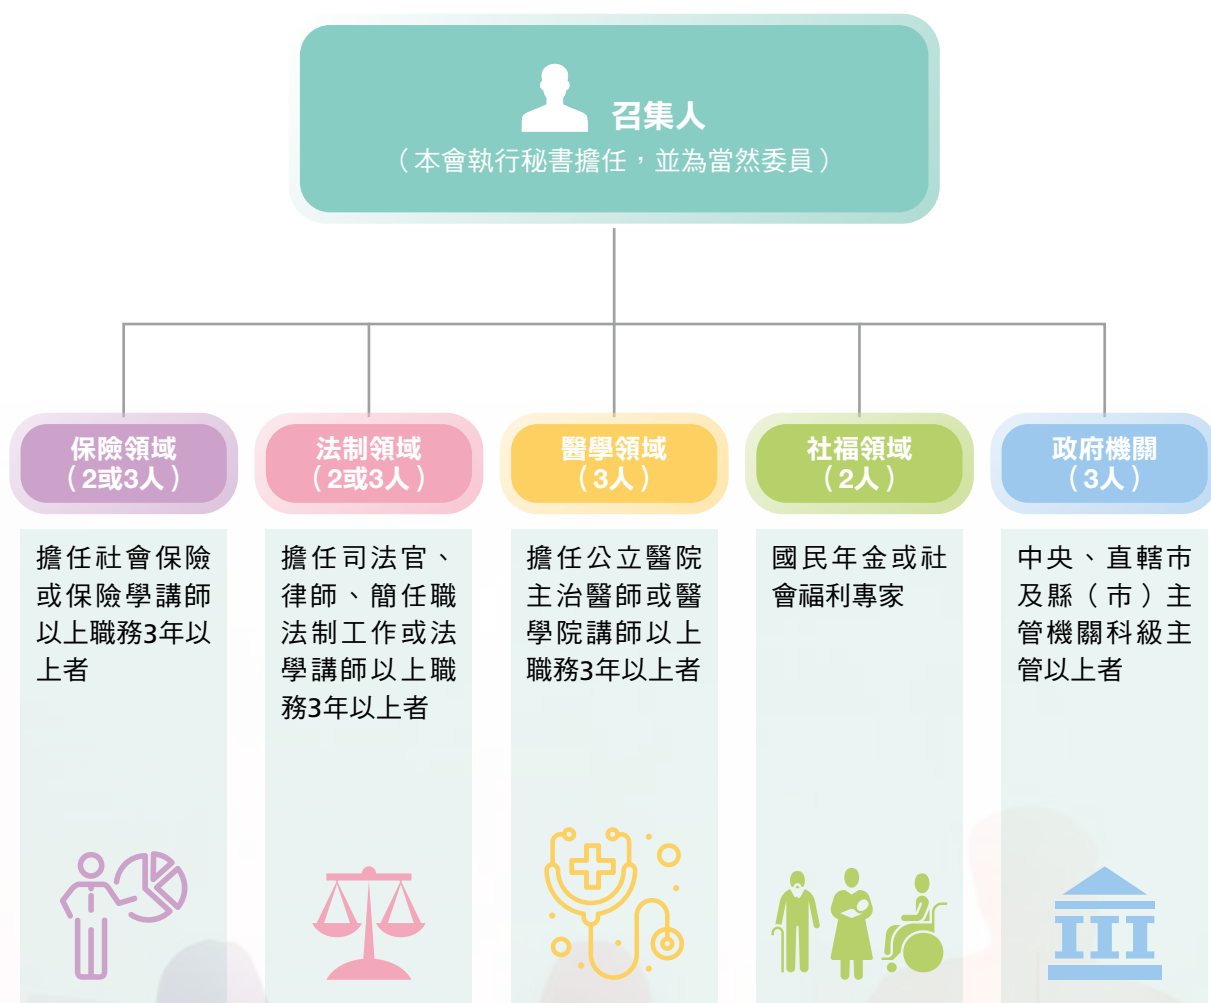 召集人
（本會執行秘書擔任，並為當然委員）
保險領域
（2或3人）
擔任社會保險
或保險學講師
以上職務3年以
上者
法制領域
（2或3人）
擔任司法官、
律師、簡任職
法制工作或法
學講師以上職
務3年以上者
醫學領域
（3人）
擔任公立醫院
主治醫師或醫
學院講師以上
職務3年以上者
社福領域
（2人）
國民年金或社
會福利專家
政府機關
（3人）
中央、直轄市
及縣（市）主
管機關科級主
管以上者